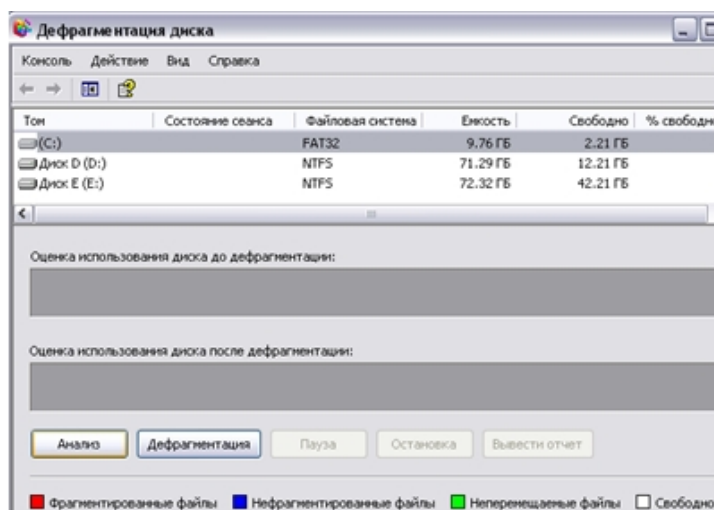 Дефрагментация диска
Консоль Действие Вид Справка
Том Состояние сеанса Файловая система Емкость Свободно % свободно
(C:) FAT32 9.76 ГБ 2.21 ГБ
Диск D (D:) NTFS 71.29 ГБ 12.21 ГБ
Диск E (E:) NTFS 72.32 ГБ 42.21 ГБ
Оценка использования диска до дефрагментации:
Оценка использования диска после дефрагментации:
Анализ Дефрагментация Пауза Остановка Вывести отчет
Фрагментированные файлы Нефрагментированные файлы Неперемещаемые файлы Свободно